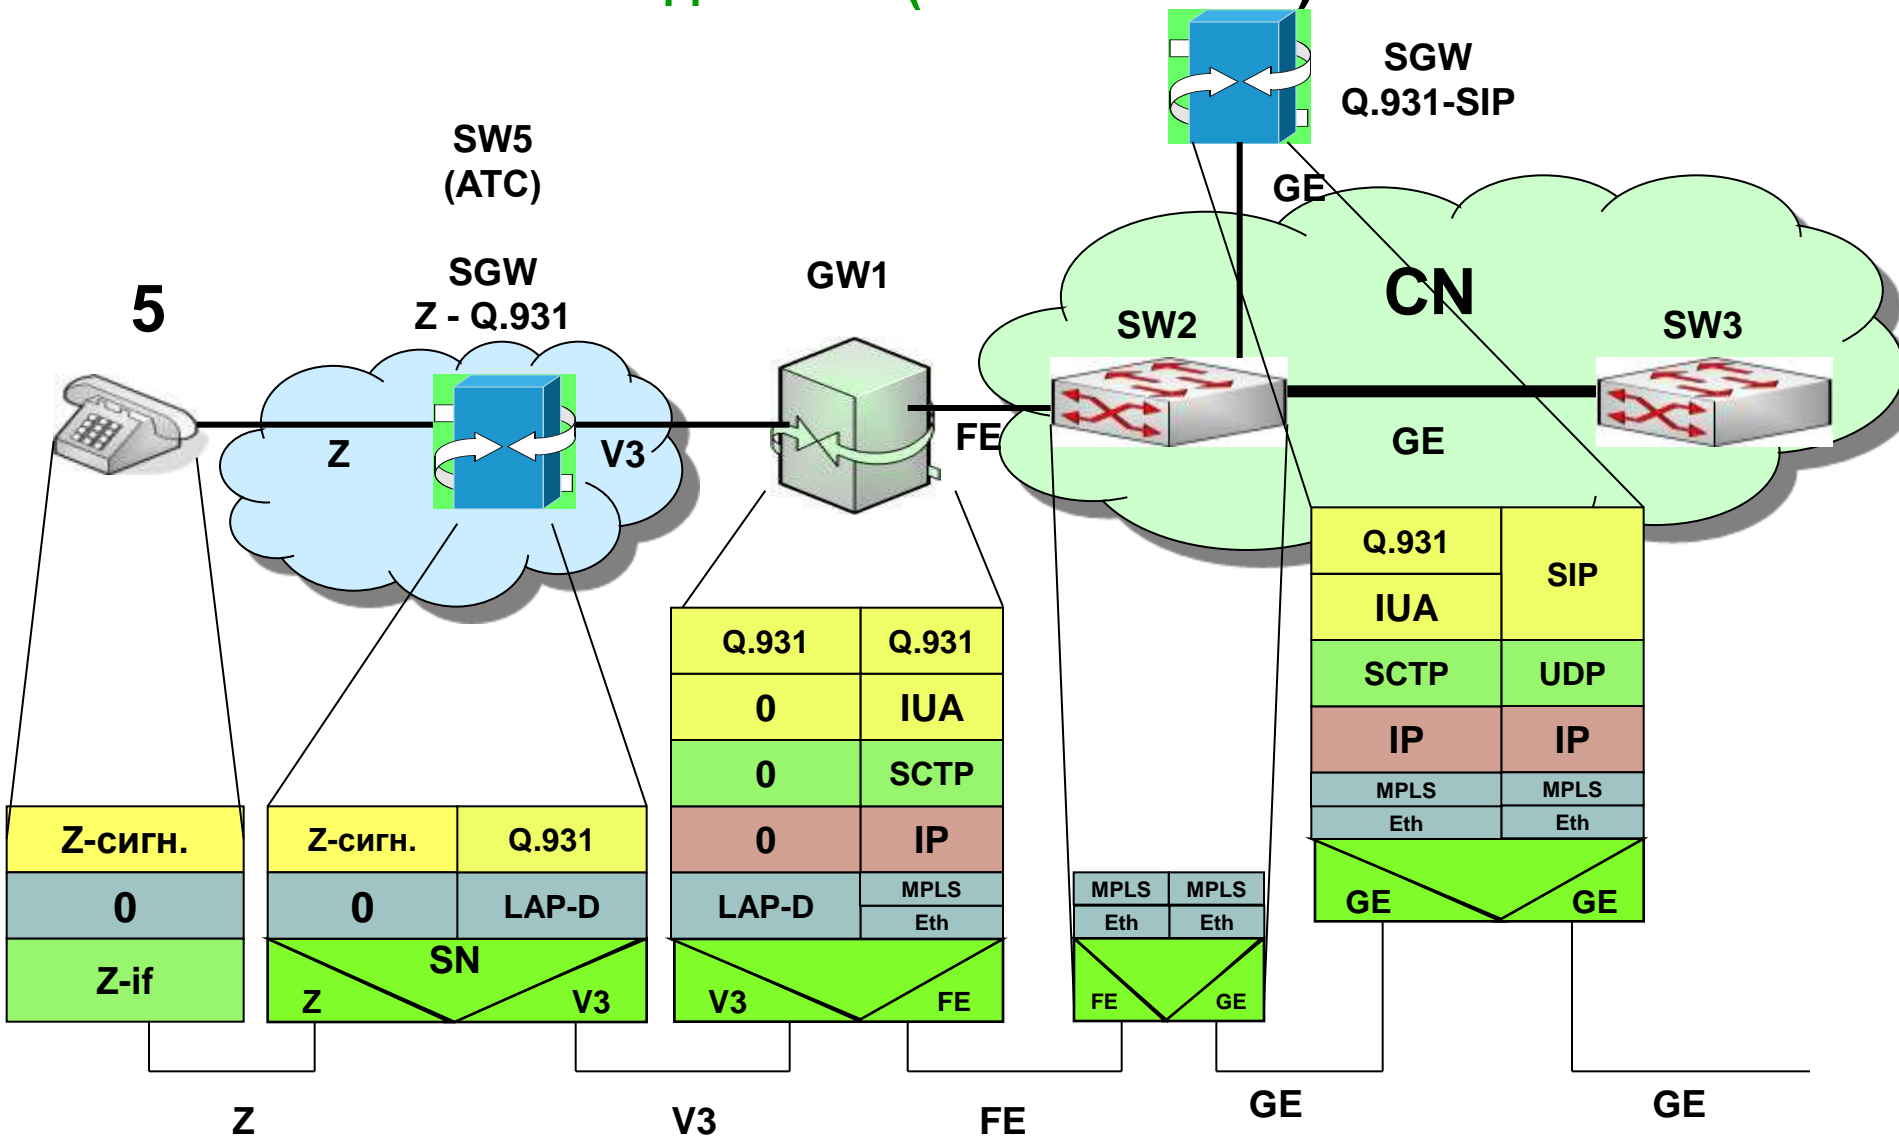 SGW
Q.931-SIP
SW5
(АТС)
GE
SGW
Z - Q.931
GW1
CN
5
SW2
SW3
Z
V3
FE
GE
Q.931
SIP
IUA
SCTP
UDP
IP
IP
MPLS
MPLS
Eth
Eth
GE
GE
Q.931
Q.931
0
IUA
0
SCTP
0
IP
LAP-D
MPLS
Eth
V3
FE
MPLS
MPLS
Eth
Eth
FE
GE
Z-сигн.
0
Z-if
Z-сигн.
Q.931
0
LAP-D
SN
Z
V3
Z
V3
FE
GE
GE